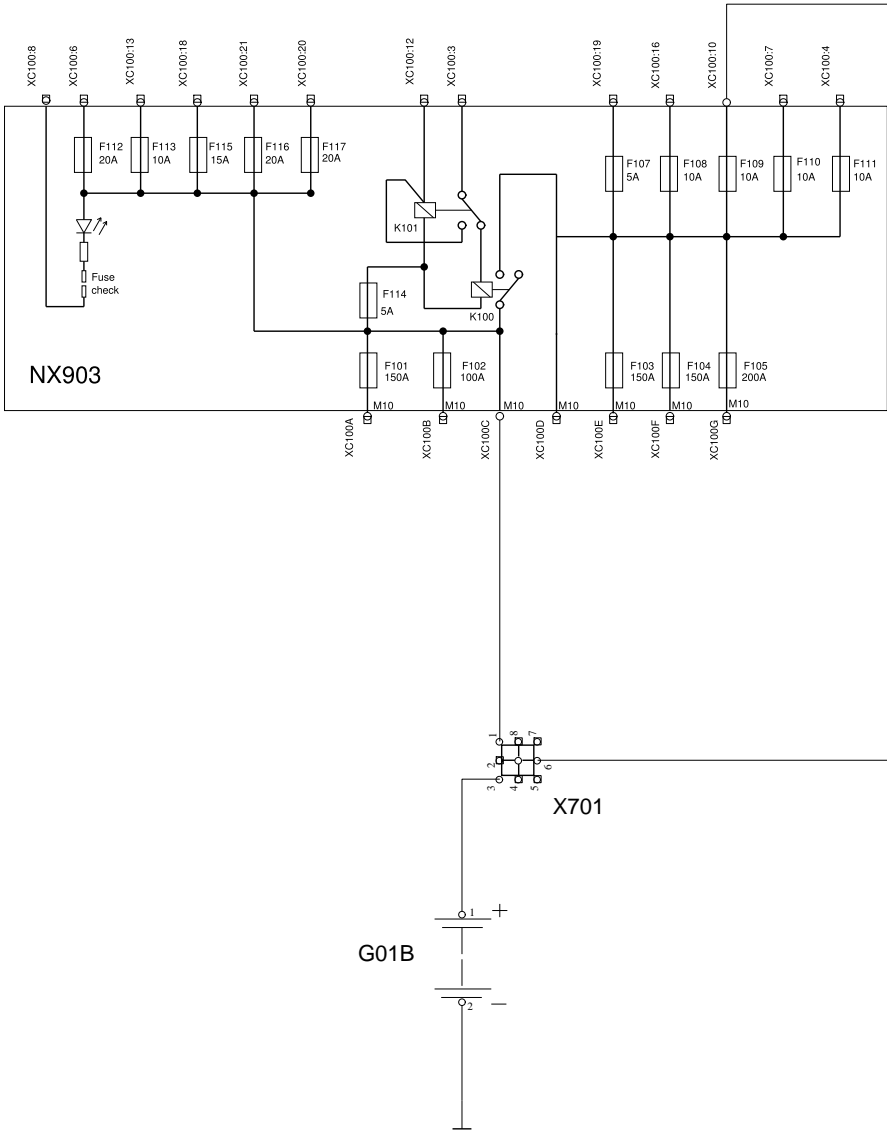 XC100:8
XC100:6
XC100:13
XC100:18
XC100:21
XC100:20
XC100:12
XC100:3
XC100:19
XC100:16
XC100:10
XC100:7
XC100:4
F112
20A
F113
10A
F115
15A
F116
20A
F117
20A
F107
5A
F108
10A
F109
10A
F110
10A
F111
10A
K101
Fuse
check
F114
5A
K100
NX903
F101
150A
F102
100A
F103
150A
F104
150A
F105
200A
M10
M10
M10
M10
M10
M10
M10
XC100A
XC100B
XC100C
XC100D
XC100E
XC100F
XC100G
1
8
7
2
6
3
4
5
X701
1
+
G01B
2
−